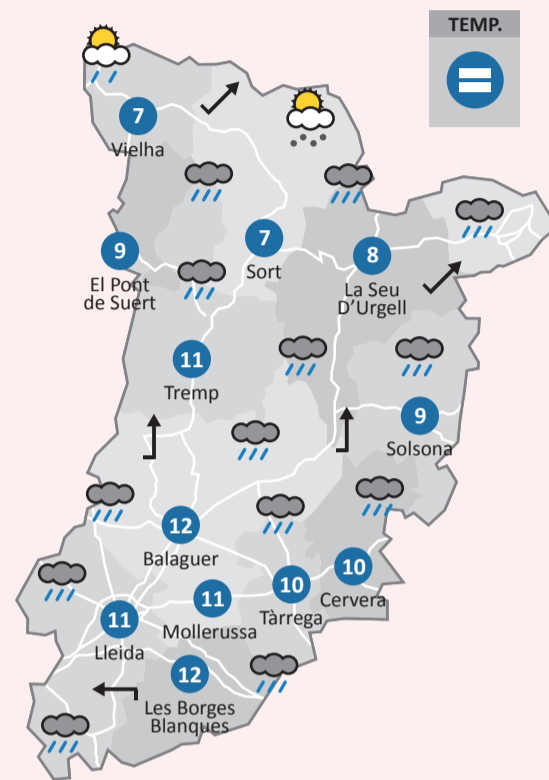 TEMP.
7
Vielha
9
El Pont
de Suert
7
Sort
8
La Seu
D’Urgell
11
Tremp
9
Solsona
12
Balaguer
10
Cervera
10
Tàrrega
11
Mollerussa
11
Lleida
12
Les Borges
Blanques